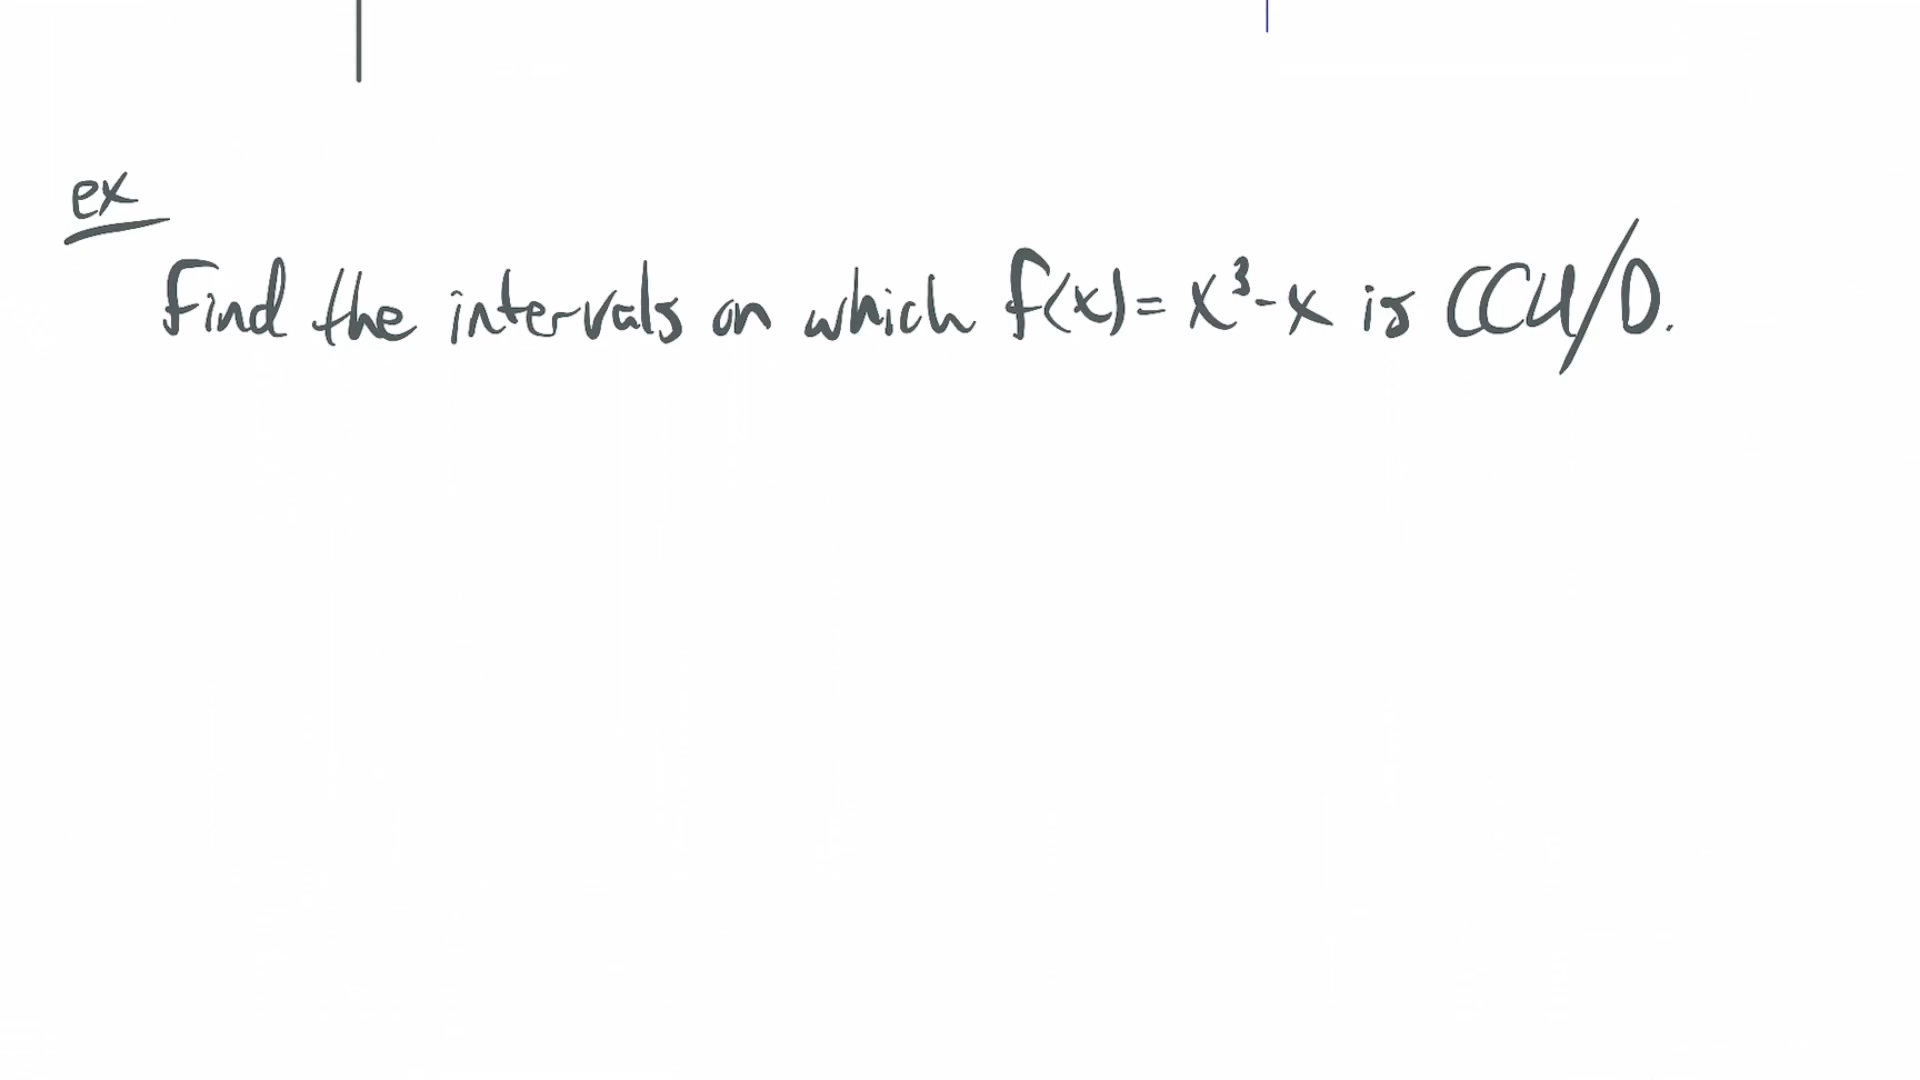 ex
Find the intervals on which f(x) = x³-x is CCU/D.